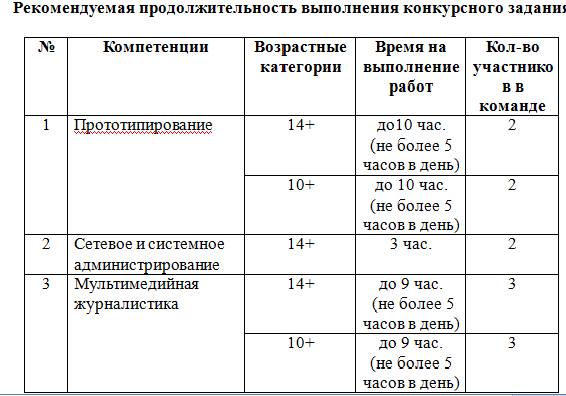 Рекомендуемая продолжительность выполнения конкурсного задания
№ Компетенции Возрастные категории Время на выполнение работ Кол-во участников в команде
1 Прототипирование 14+ до10 час. (не более 5 часов в день) 2
10+ до 10 час. (не более 5 часов в день) 2
2 Сетевое и системное администрирование 14+ 3 час. 2
3 Мультимедийная журналистика 14+ до 9 час. (не более 5 часов в день) 3
10+ до 9 час. (не более 5 часов в день) 3